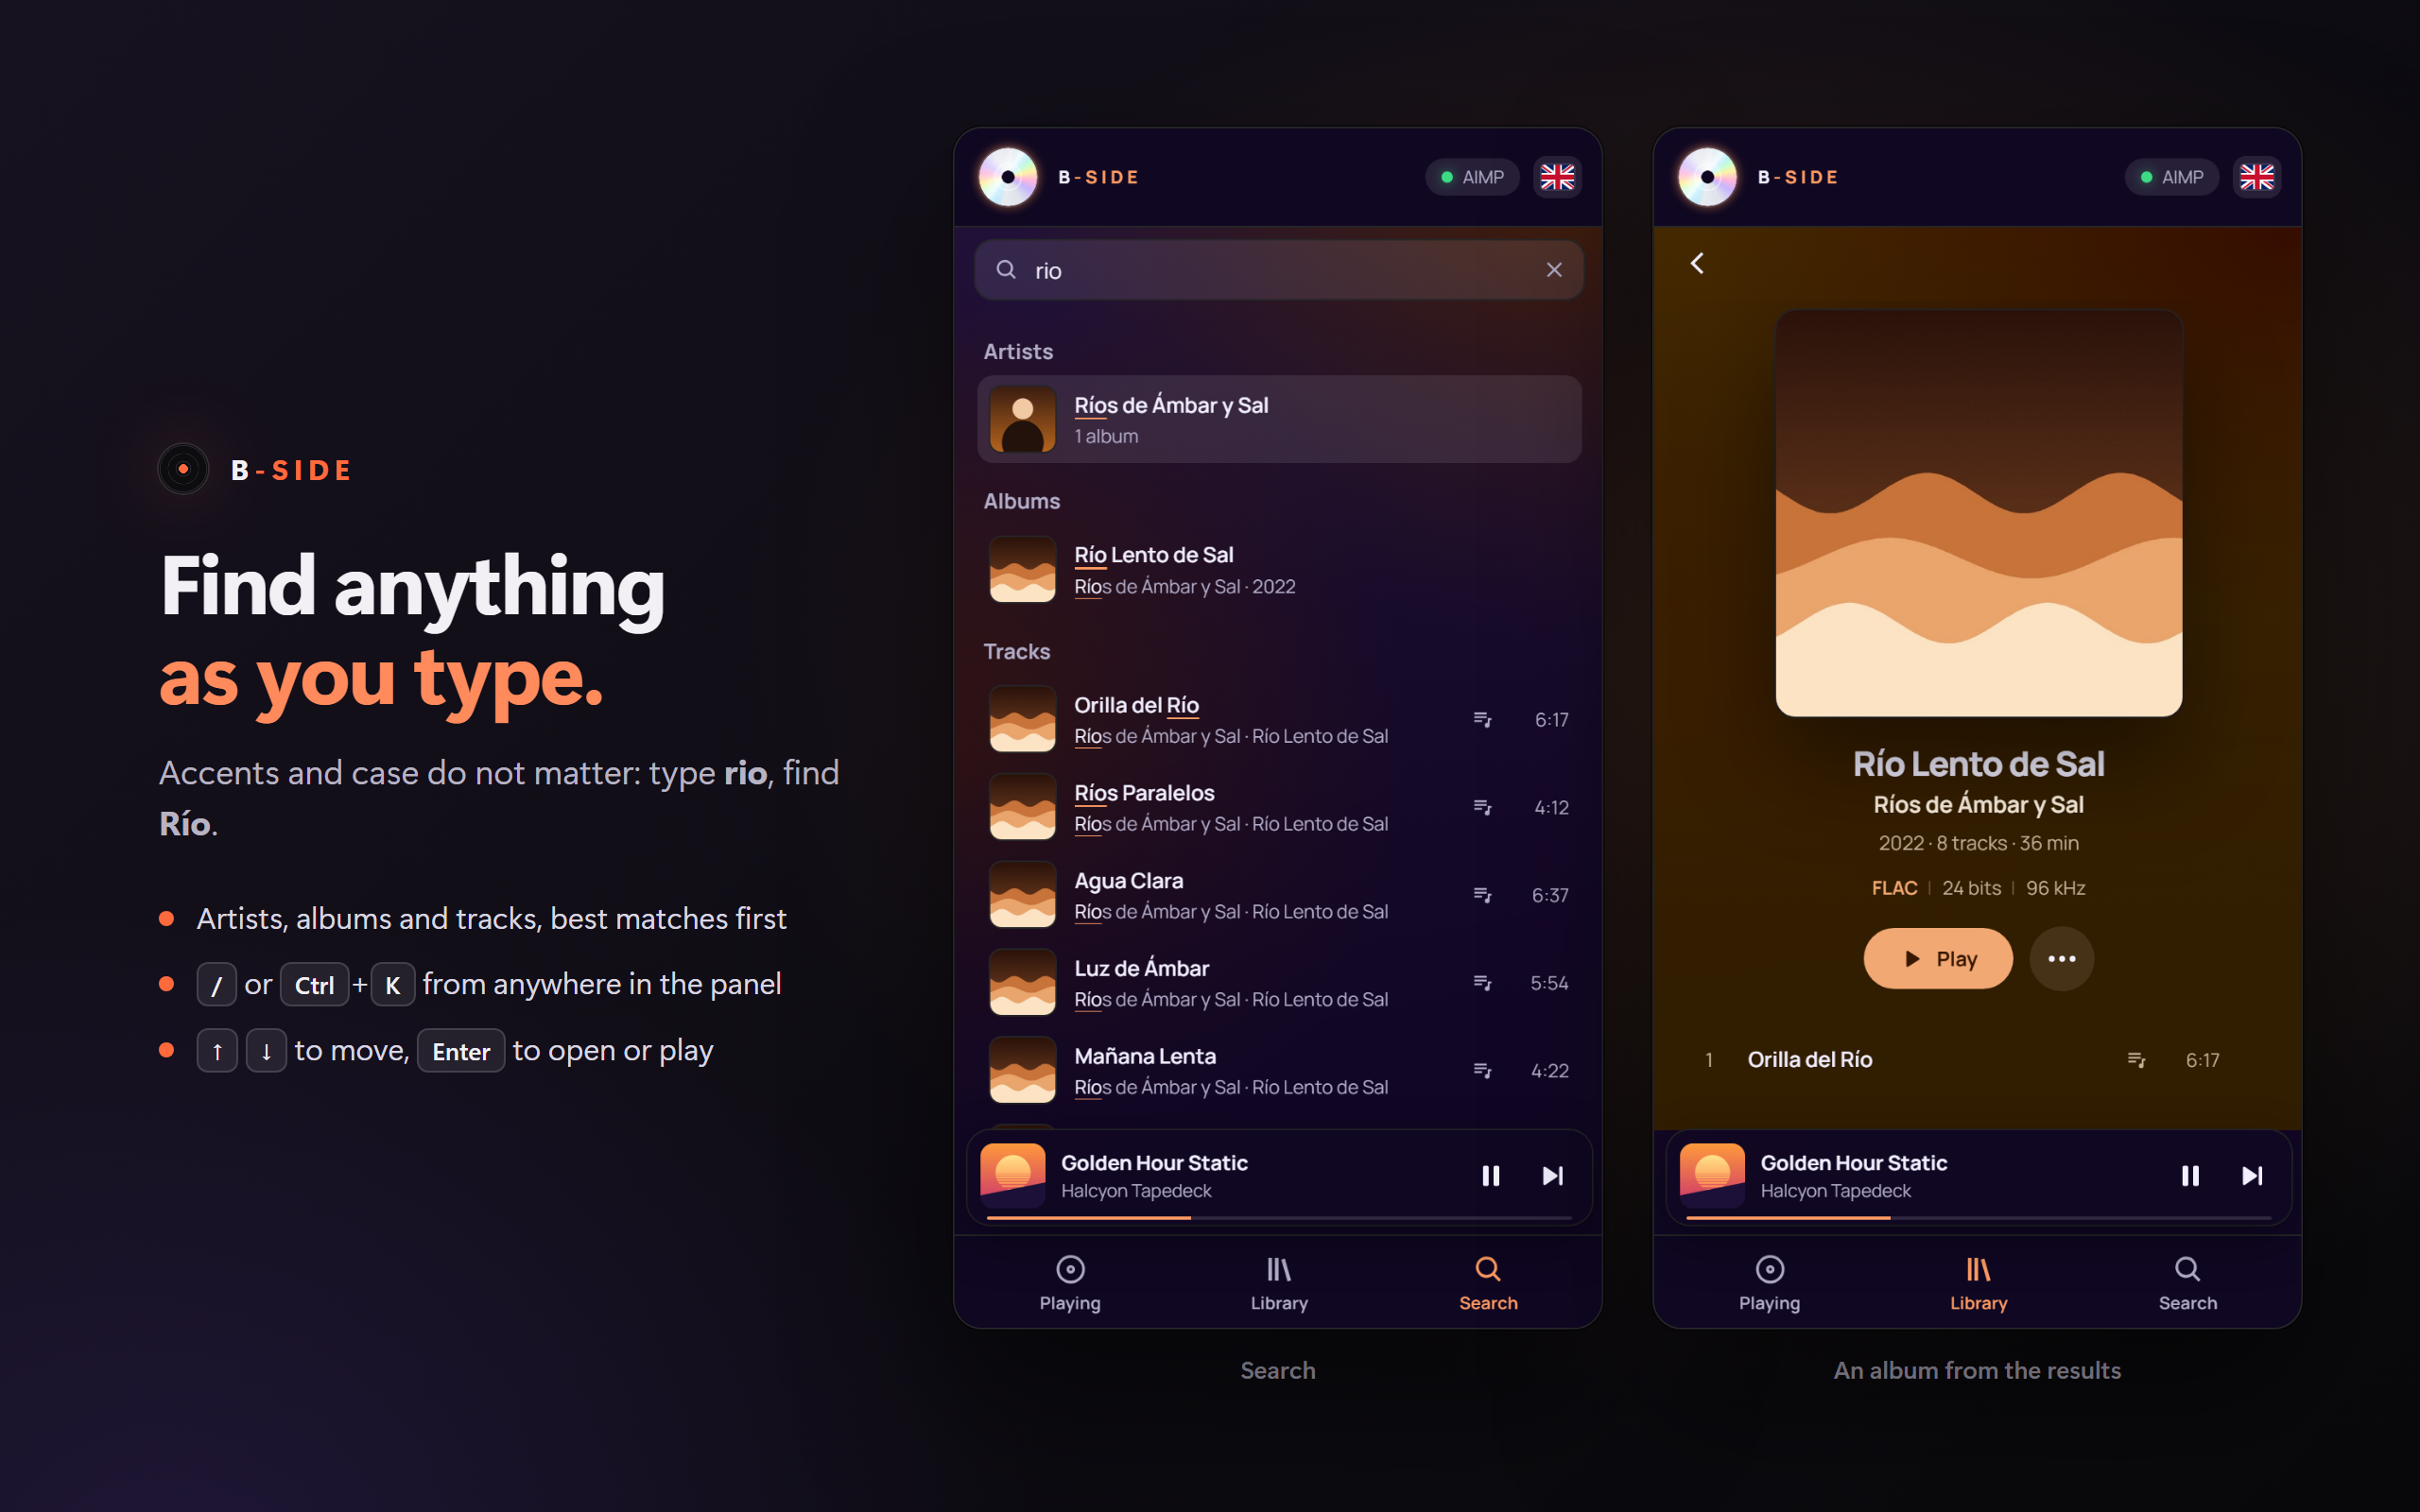 B-SIDE
Find anything
as you type.
Accents and case do not matter: type rio, find
Río.
Artists, albums and tracks, best matches first
/ or Ctrl+K from anywhere in the panel
↑ ↓ to move, Enter to open or play
B-SIDE
AIMP
rio
Artists
Ríos de Ámbar y Sal
1 album
Albums
Río Lento de Sal
Ríos de Ámbar y Sal · 2022
Tracks
Orilla del Río
6:17
Ríos de Ámbar y Sal · Río Lento de Sal
Ríos Paralelos
4:12
Ríos de Ámbar y Sal · Río Lento de Sal
Agua Clara
6:37
Ríos de Ámbar y Sal · Río Lento de Sal
Luz de Ámbar
5:54
Ríos de Ámbar y Sal · Río Lento de Sal
Mañana Lenta
4:22
Ríos de Ámbar y Sal · Río Lento de Sal
Golden Hour Static
Halcyon Tapedeck
Playing
Library
Search
Search
B-SIDE
AIMP
Río Lento de Sal
Ríos de Ámbar y Sal
2022 · 8 tracks · 36 min
FLAC | 24 bits | 96 kHz
Play
1 Orilla del Río 6:17
Golden Hour Static
Halcyon Tapedeck
Playing
Library
Search
An album from the results